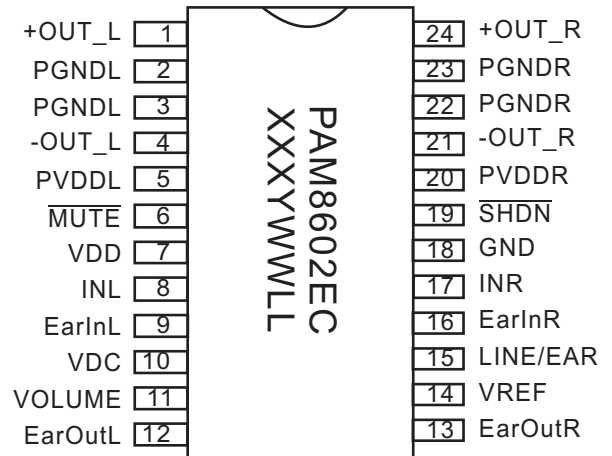 +OUT_L 1 24 +OUT_R
PGNDL 2 23 PGNDR
PGNDL 3 22 PGNDR
-OUT_L 4 21 -OUT_R
PVDDL 5 20 PVDDR
MUTE 6 19 SHDN
VDD 7 18 GND
INL 8 17 INR
EarInL 9 16 EarInR
VDC 10 15 LINE/EAR
VOLUME 11 14 VREF
EarOutL 12 13 EarOutR
PAM8602EC
XXXYWWLL